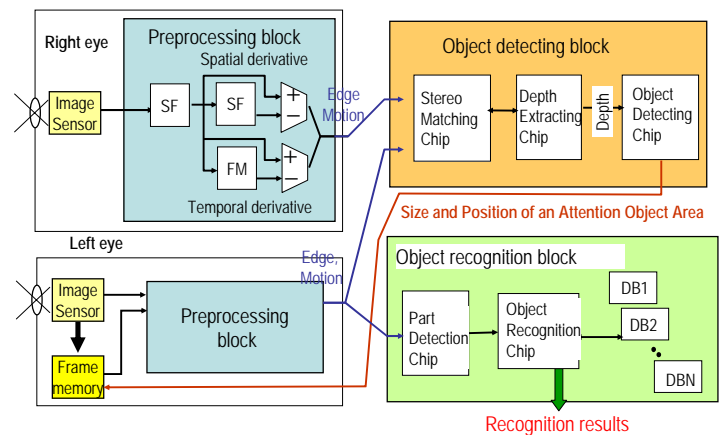 Right eye
Image
Sensor
Preprocessing block
Spatial derivative
SF
SF
+
−
FM
+
−
Temporal derivative
Edge
Motion
Object detecting block
Stereo
Matching
Chip
Depth
Extracting
Chip
Depth
Object
Detecting
Chip
Size and Position of an Attention Object Area
Left eye
Image
Sensor
Frame
memory
Preprocessing
block
Edge,
Motion
Object recognition block
Part
Detection
Chip
Object
Recognition
Chip
DB1
DB2
DBN
Recognition results